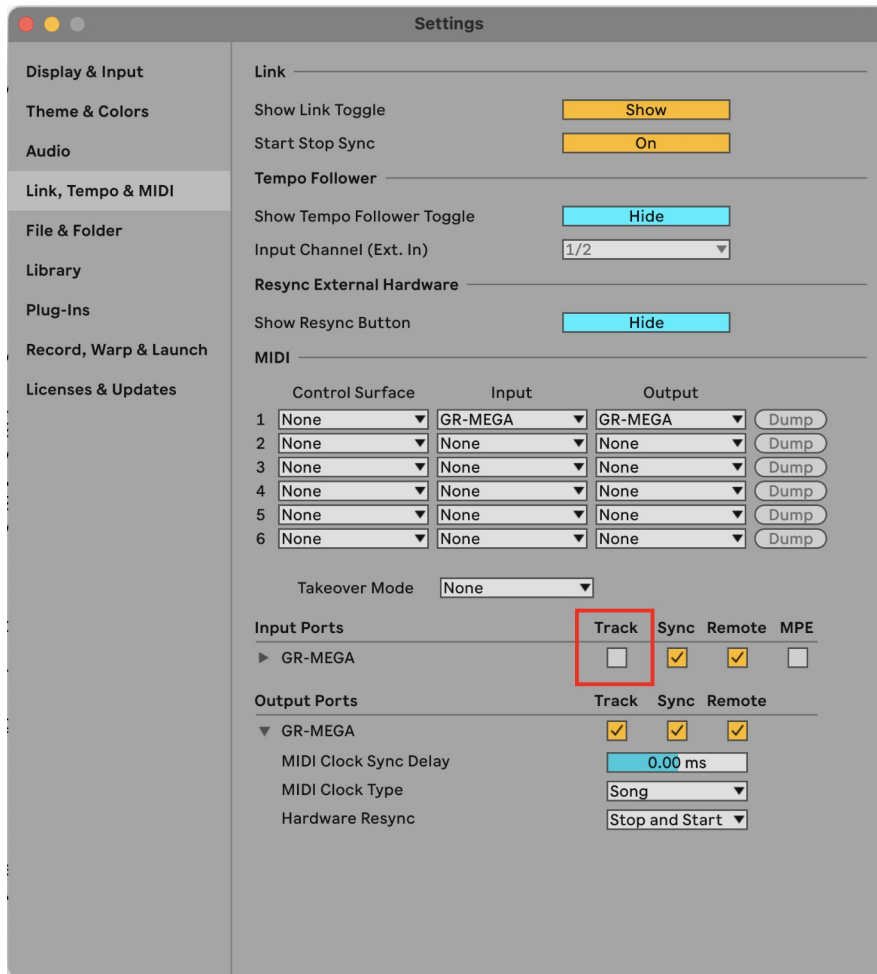 Settings
Display & Input
Theme & Colors
Audio
Link, Tempo & MIDI
File & Folder
Library
Plug-Ins
Record, Warp & Launch
Licenses & Updates
Link
Show Link Toggle Show
Start Stop Sync On
Tempo Follower
Show Tempo Follower Toggle Hide
Input Channel (Ext. In) 1/2
Resync External Hardware
Show Resync Button Hide
MIDI
Control Surface Input Output
1 None GR-MEGA GR-MEGA Dump
2 None None None Dump
3 None None None Dump
4 None None None Dump
5 None None None Dump
6 None None None Dump
Takeover Mode None
Input Ports Track Sync Remote MPE
GR-MEGA
Output Ports Track Sync Remote
GR-MEGA
MIDI Clock Sync Delay 0.00 ms
MIDI Clock Type Song
Hardware Resync Stop and Start